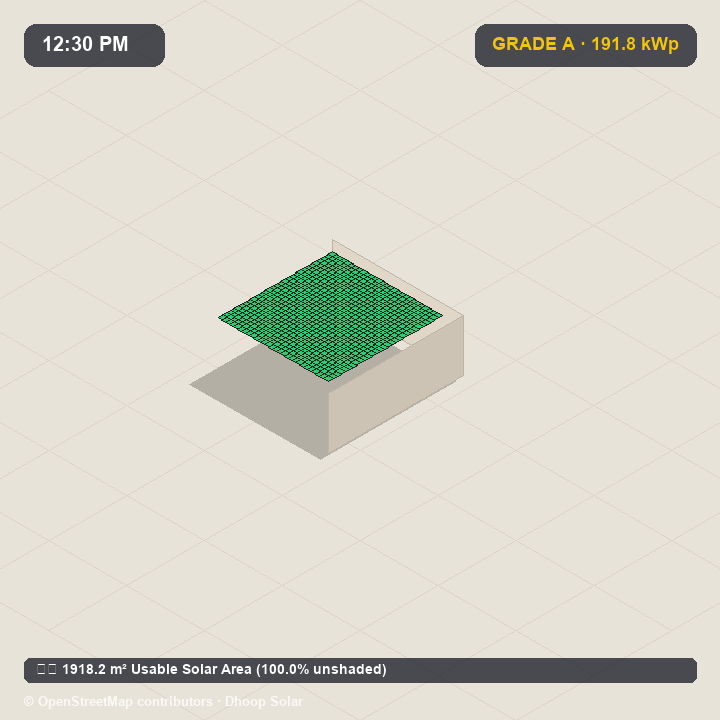 12:30 PM
GRADE A · 191.8 kWp
1918.2 m² Usable Solar Area (100.0% unshaded)
© OpenStreetMap contributors · Dhoop Solar